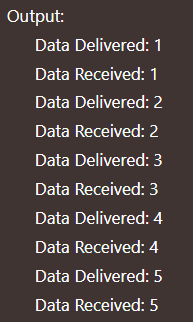 Output:
Data Delivered: 1
Data Received: 1
Data Delivered: 2
Data Received: 2
Data Delivered: 3
Data Received: 3
Data Delivered: 4
Data Received: 4
Data Delivered: 5
Data Received: 5